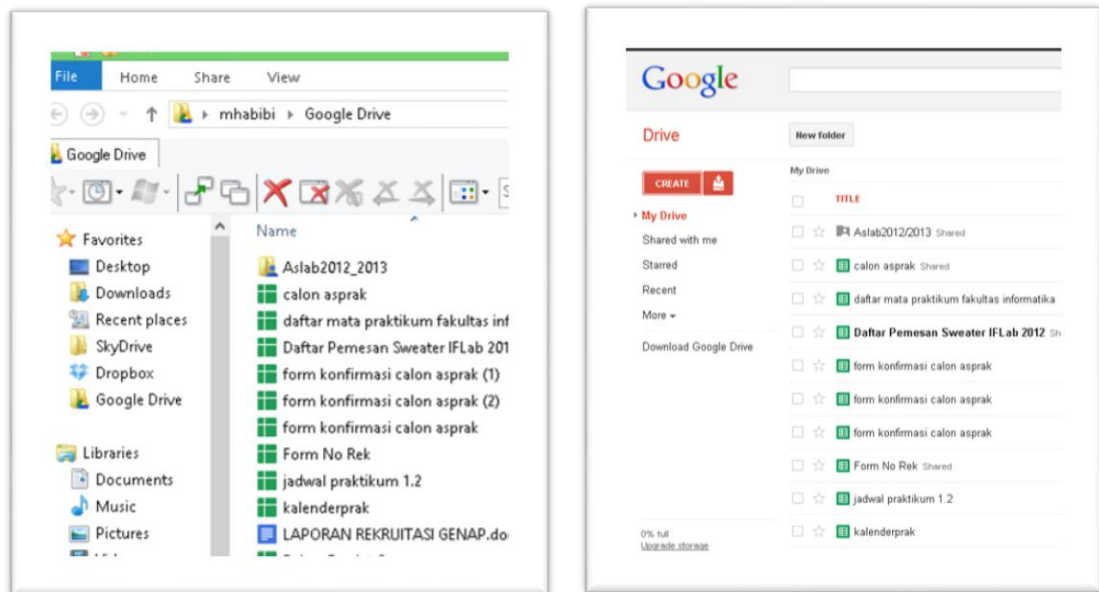 File Home Share View
mhabibi Google Drive
Google Drive
Favorites
Desktop
Downloads
Recent places
SkyDrive
Dropbox
Google Drive
Libraries
Documents
Music
Pictures
Name
Aslab2012_2013
calon asprak
daftar mata praktikum fakultas inf
Daftar Pemesan Sweater IFLab 201
form konfirmasi calon asprak (1)
form konfirmasi calon asprak (2)
form konfirmasi calon asprak
Form No Rek
jadwal praktikum 1.2
kalenderprak
LAPORAN REKRUITASI GENAP.do
Google
Drive
New folder
CREATE
My Drive
Shared with me
Starred
Recent
More
Download Google Drive
0% full
Upgrade storage
My Drive
TITLE
Aslab2012/2013 Shared
calon asprak Shared
daftar mata praktikum fakultas informatika
Daftar Pemesan Sweater IFLab 2012 Sh
form konfirmasi calon asprak
form konfirmasi calon asprak
form konfirmasi calon asprak
Form No Rek Shared
jadwal praktikum 1.2
kalenderprak